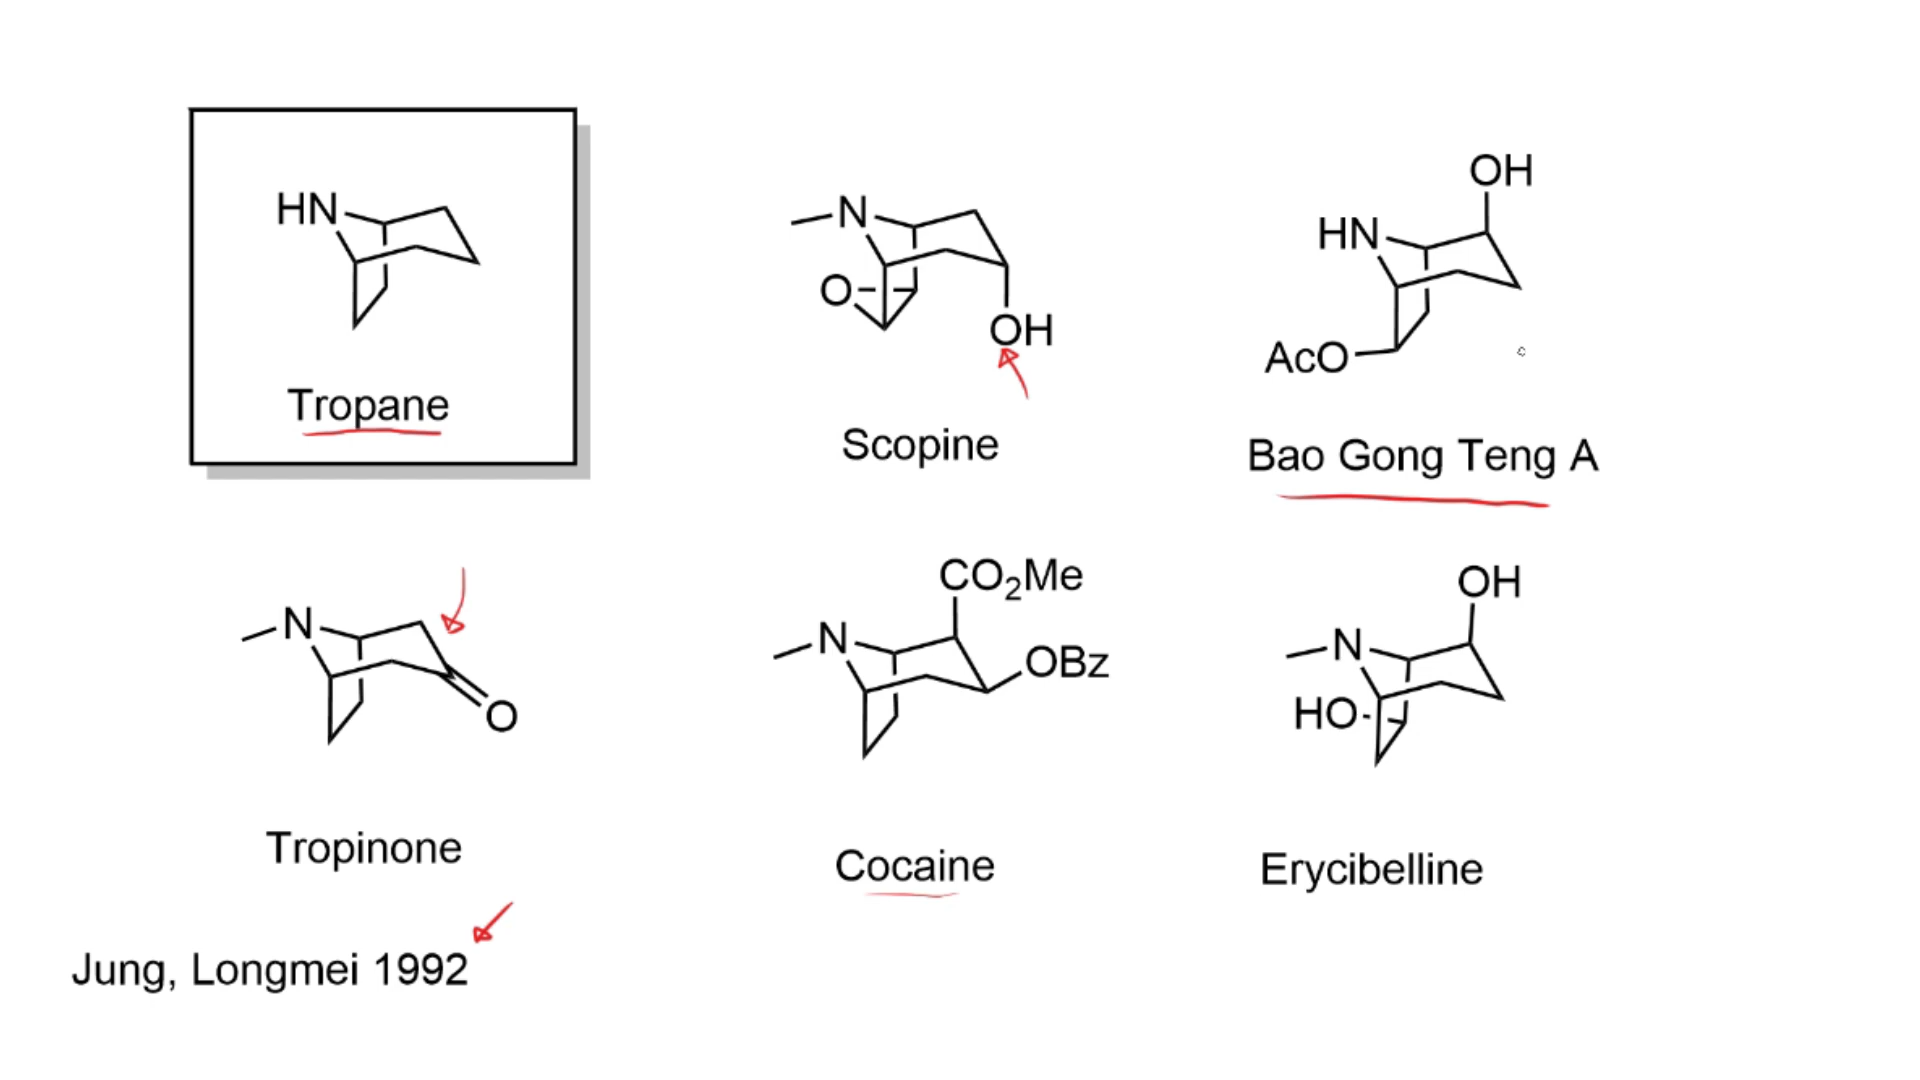 HN
Tropane
N
O
OH
Scopine
OH
HN
AcO
Bao Gong Teng A
N
O
Tropinone
CO₂Me
N
OBz
Cocaine
OH
N
HO
Erycibelline
Jung, Longmei 1992